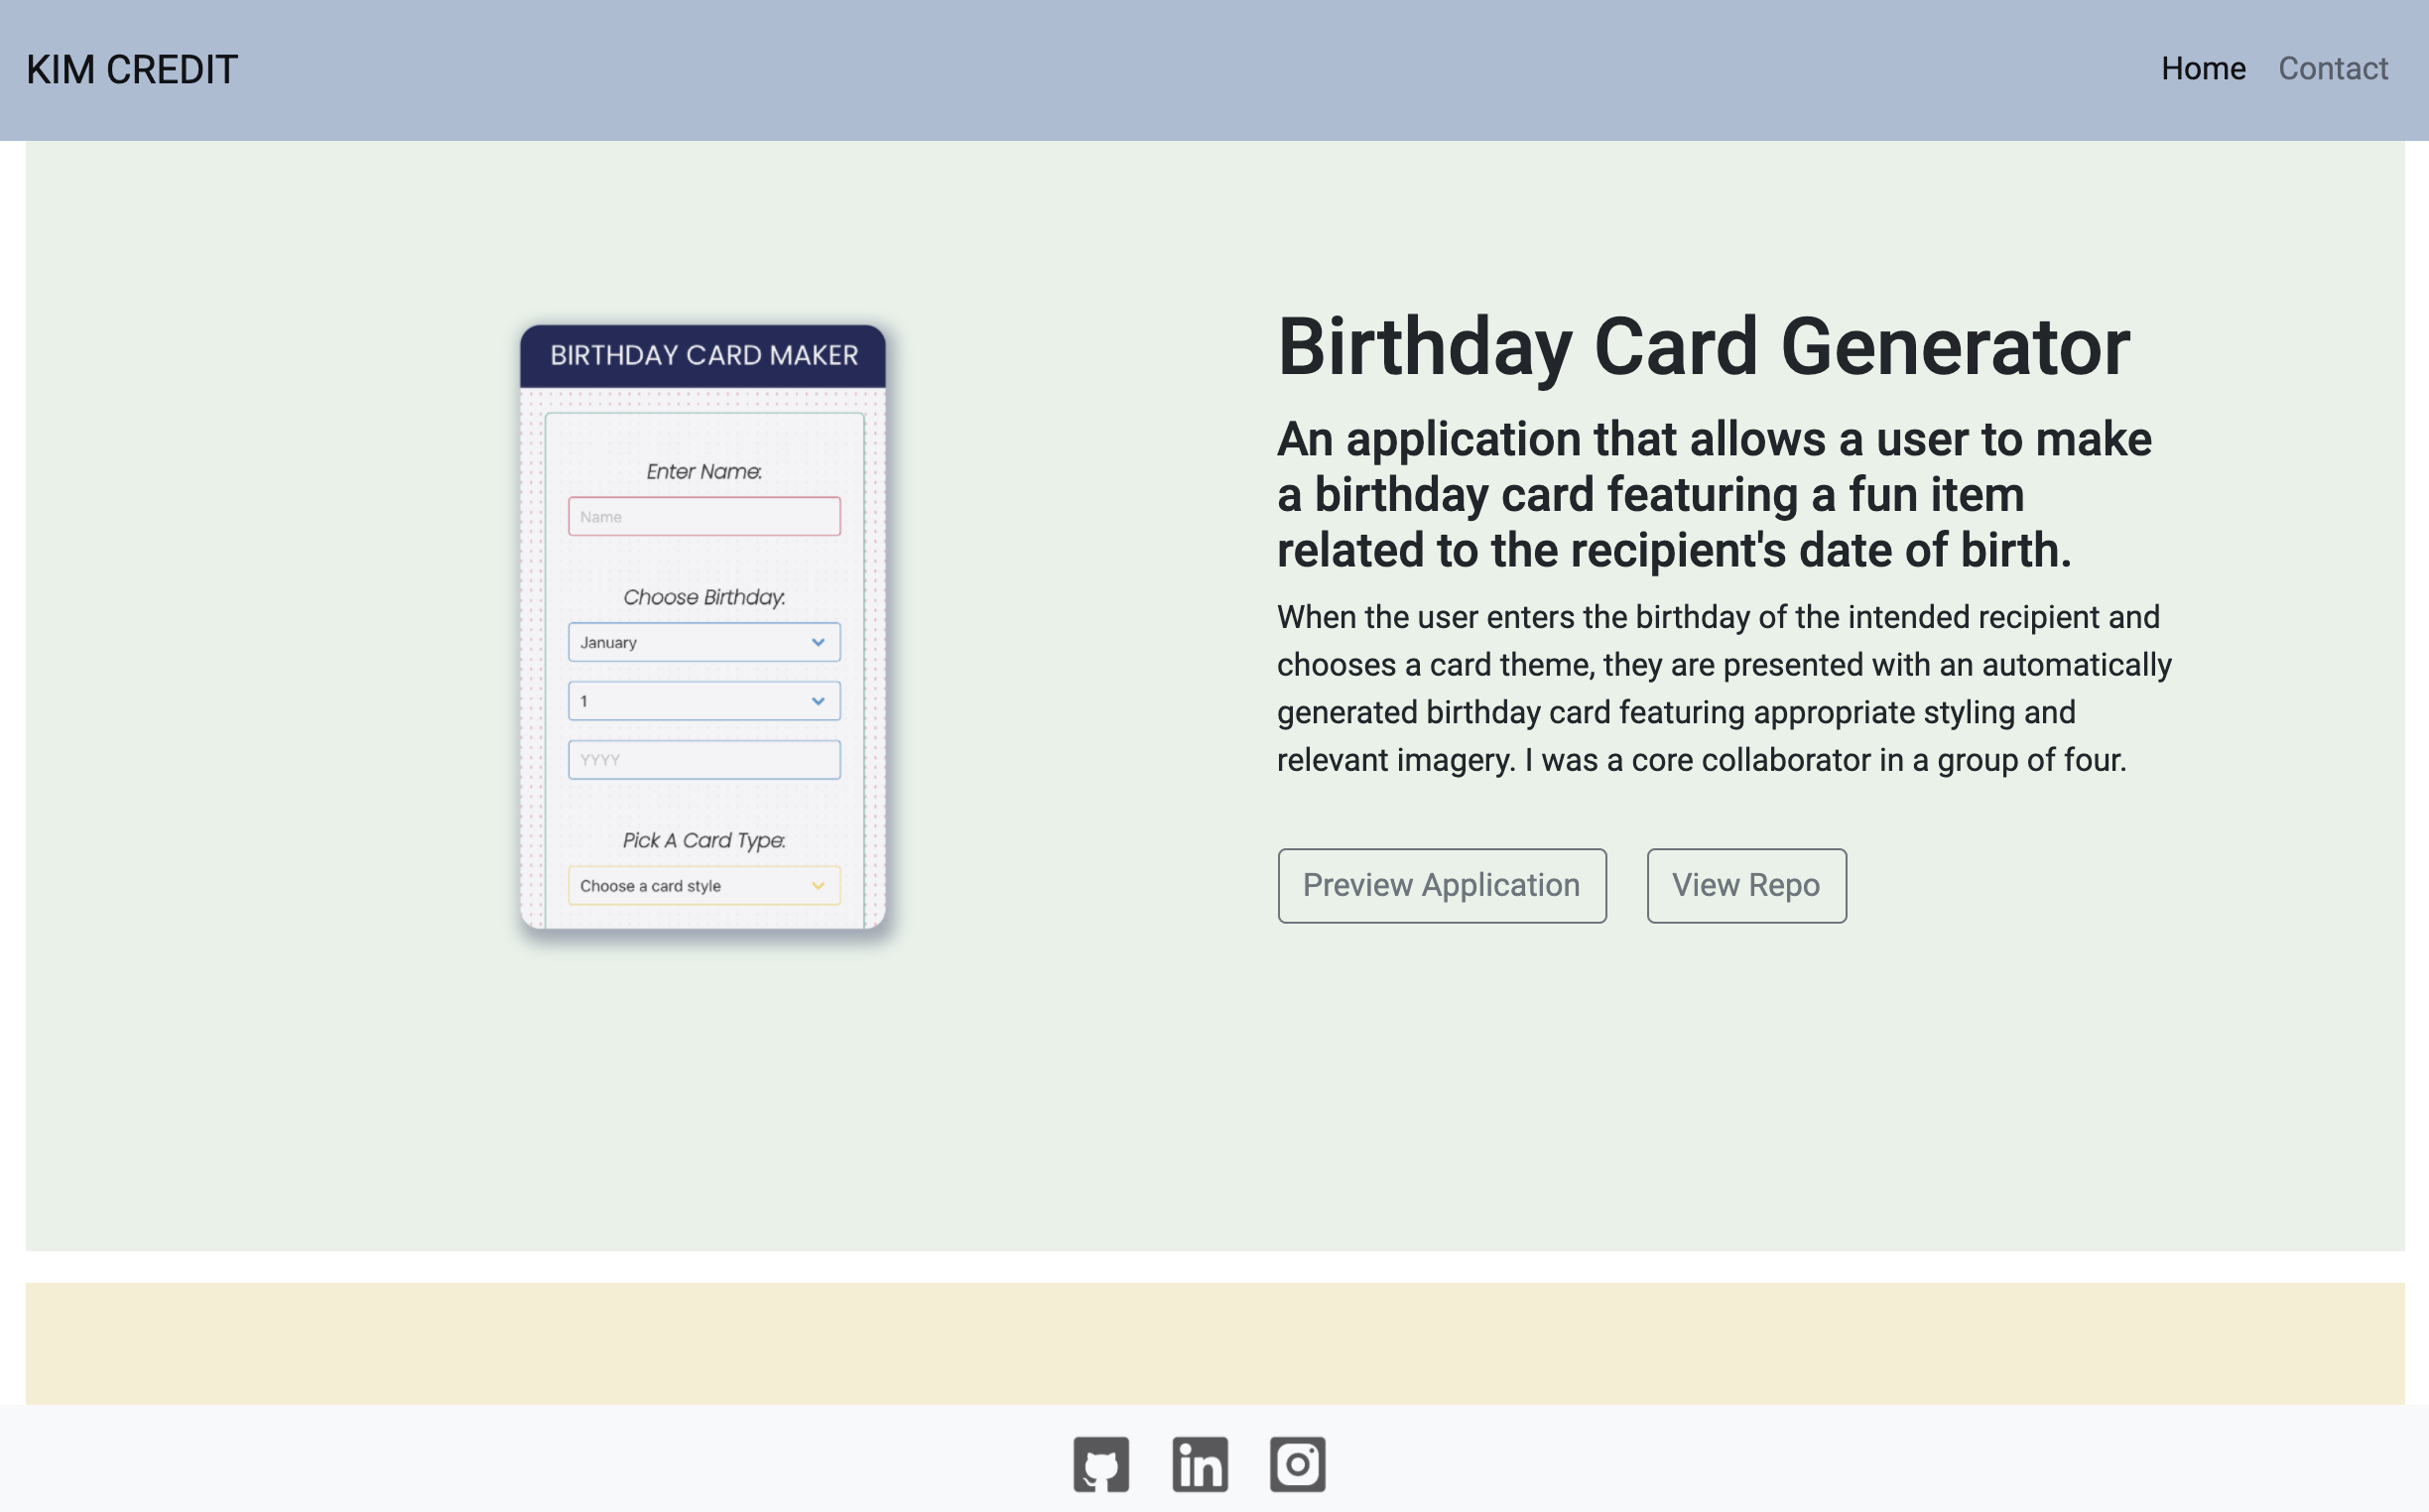 KIM CREDIT
Home Contact
BIRTHDAY CARD MAKER
Enter Name:
Name
Choose Birthday:
January
1
YYYY
Pick A Card Type:
Choose a card style
Birthday Card Generator
An application that allows a user to make
a birthday card featuring a fun item
related to the recipient's date of birth.
When the user enters the birthday of the intended recipient and
chooses a card theme, they are presented with an automatically
generated birthday card featuring appropriate styling and
relevant imagery. I was a core collaborator in a group of four.
Preview Application View Repo
in